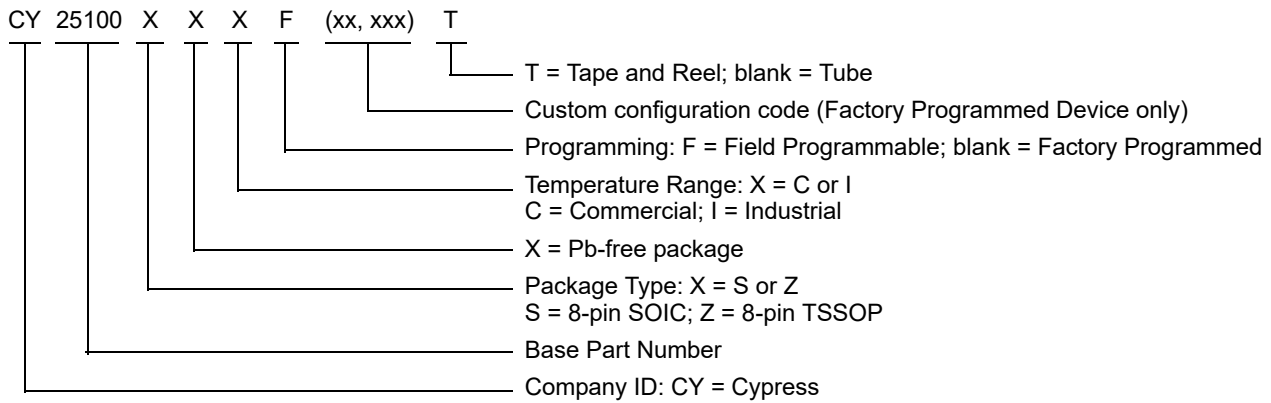 CY 25100 X X X F (xx, xxx) T
T = Tape and Reel; blank = Tube
Custom configuration code (Factory Programmed Device only)
Programming: F = Field Programmable; blank = Factory Programmed
Temperature Range: X = C or I
C = Commercial; I = Industrial
X = Pb-free package
Package Type: X = S or Z
S = 8-pin SOIC; Z = 8-pin TSSOP
Base Part Number
Company ID: CY = Cypress